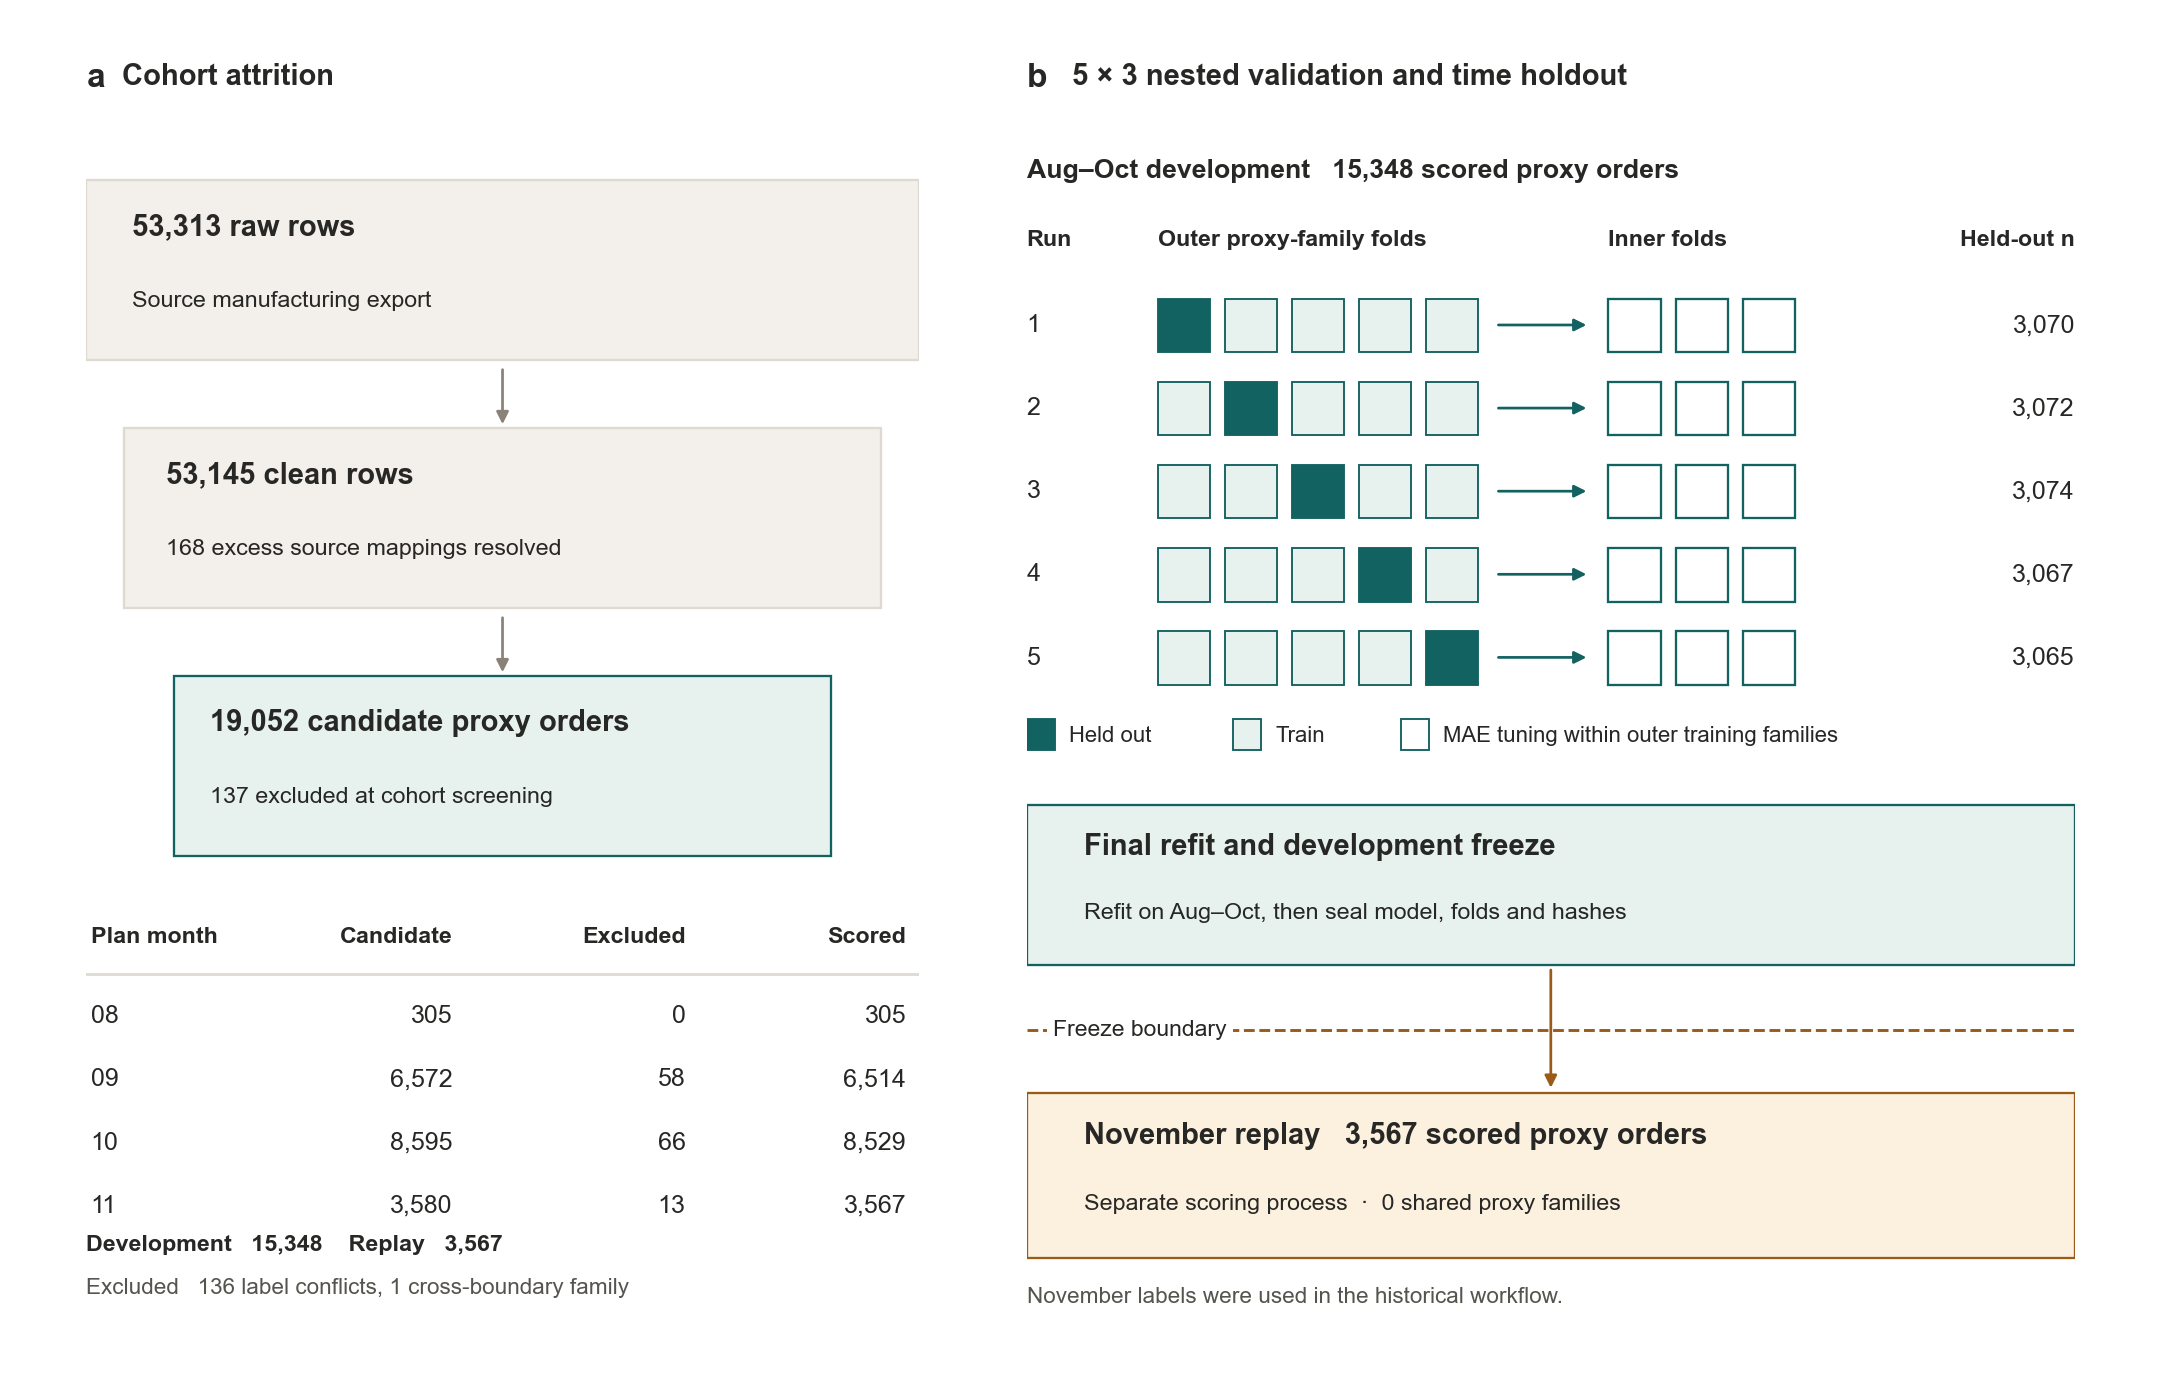 a Cohort attrition
53,313 raw rows
Source manufacturing export
53,145 clean rows
168 excess source mappings resolved
19,052 candidate proxy orders
137 excluded at cohort screening
Plan month Candidate Excluded Scored
08 305 0 305
09 6,572 58 6,514
10 8,595 66 8,529
11 3,580 13 3,567
Development 15,348 Replay 3,567
Excluded 136 label conflicts, 1 cross-boundary family
b 5 × 3 nested validation and time holdout
Aug–Oct development 15,348 scored proxy orders
Run Outer proxy-family folds Inner folds Held-out n
1 3,070
2 3,072
3 3,074
4 3,067
5 3,065
Held out Train MAE tuning within outer training families
Final refit and development freeze
Refit on Aug–Oct, then seal model, folds and hashes
Freeze boundary
November replay 3,567 scored proxy orders
Separate scoring process · 0 shared proxy families
November labels were used in the historical workflow.